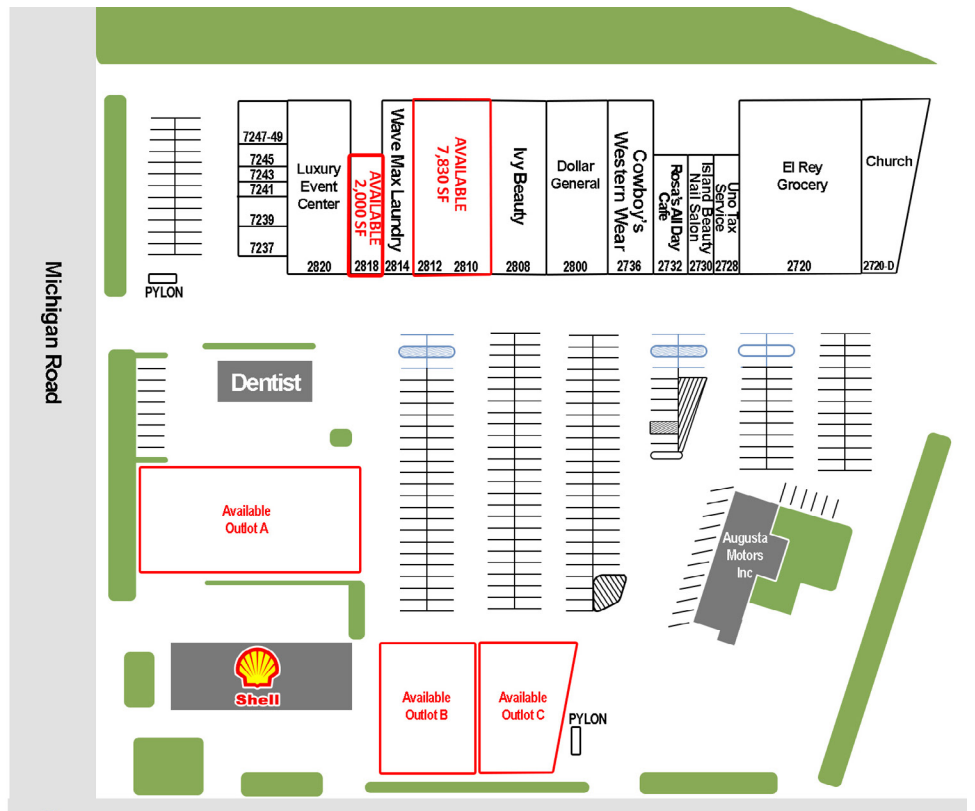 Michigan Road
7247-49
7245
7243
7241
7239
7237
PYLON
Luxury
Event
Center
2820
AVAILABLE
2,000 SF
2818
Wave Max Laundry
2814
AVAILABLE
7,830 SF
2812
2810
Ivy Beauty
2808
Dollar
General
2800
Cowboy's
Western Wear
2736
Rosa's All Day
Cafe
2732
Island Beauty
Nail Salon
2730
Uno Tax
Service
2728
El Rey
Grocery
2720
Church
2720-D
Dentist
Available
Outlot A
Augusta
Motors
Inc
Shell
Available
Outlot B
Available
Outlot C
PYLON